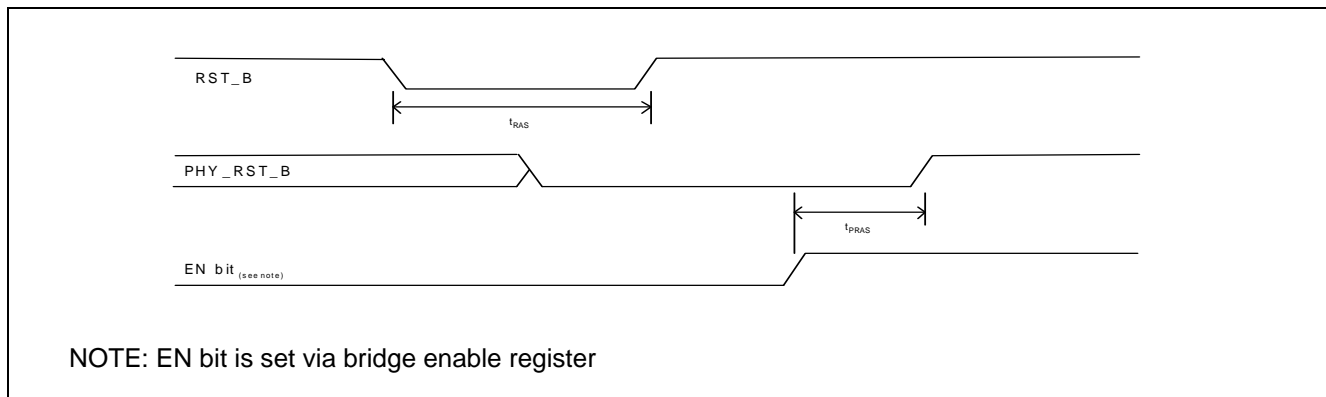 RST_B
tRAS
PHY_RST_B
tPRAS
EN bit (see note)
NOTE: EN bit is set via bridge enable register